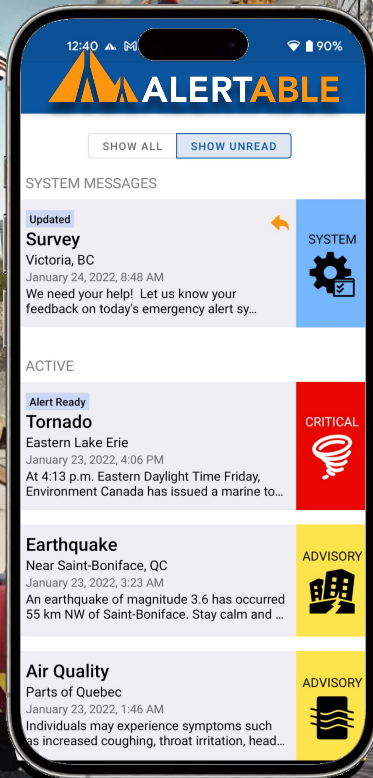 12:40
90%
ALERTABLE
SHOW ALL
SHOW UNREAD
SYSTEM MESSAGES
Updated
Survey
Victoria, BC
January 24, 2022, 8:48 AM
We need your help! Let us know your
feedback on today's emergency alert sy...
SYSTEM
ACTIVE
Alert Ready
Tornado
Eastern Lake Erie
January 23, 2022, 4:06 PM
At 4:13 p.m. Eastern Daylight Time Friday,
Environment Canada has issued a marine to...
CRITICAL
Earthquake
Near Saint-Boniface, QC
January 23, 2022, 3:23 AM
An earthquake of magnitude 3.6 has occurred
55 km NW of Saint-Boniface. Stay calm and ...
ADVISORY
Air Quality
Parts of Quebec
January 23, 2022, 1:46 AM
Individuals may experience symptoms such
as increased coughing, throat irritation, head...
ADVISORY